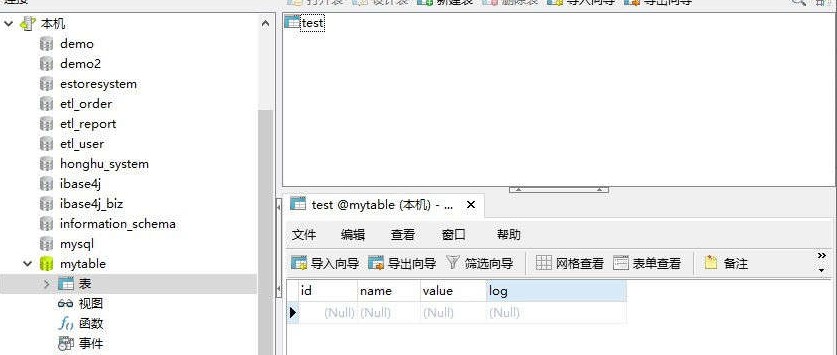 连接
打开表 设计表 新建表 删除表 导入向导 导出向导
本机
demo
demo2
estoresystem
etl_order
etl_report
etl_user
honghu_system
ibase4j
ibase4j_biz
information_schema
mysql
mytable
表
视图
函数
事件
test
test @mytable (本机) - ...
文件 编辑 查看 窗口 帮助
导入向导 导出向导 筛选向导 网格查看 表单查看 备注 »
id name value log
(Null) (Null) (Null) (Null)